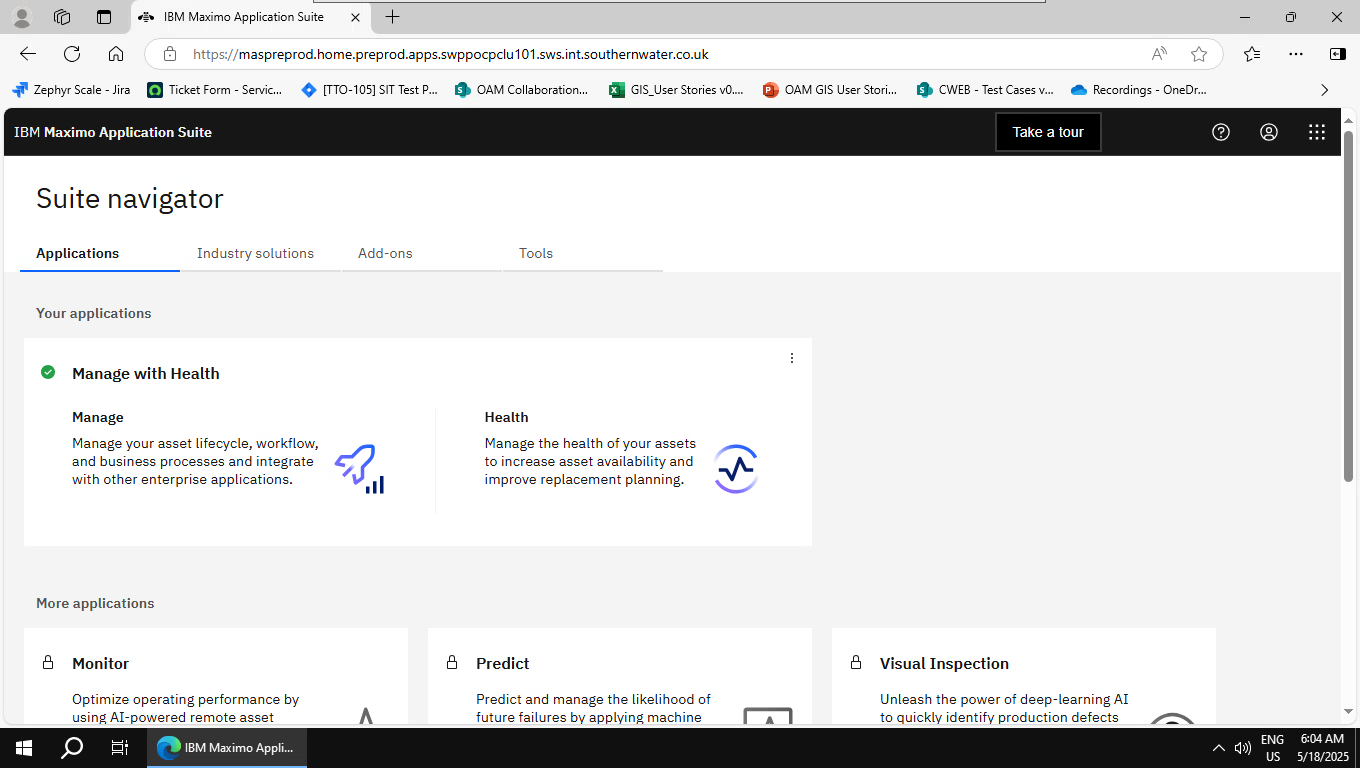 IBM Maximo Application Suite
https://maspreprod.home.preprod.apps.swppocpclu101.sws.int.southernwater.co.uk
Zephyr Scale - Jira
Ticket Form - Servic...
[TTO-105] SIT Test P...
OAM Collaboration...
GIS_User Stories v0....
OAM GIS User Stori...
CWEB - Test Cases v...
Recordings - OneDr...
IBM Maximo Application Suite
Take a tour
Suite navigator
Applications
Industry solutions
Add-ons
Tools
Your applications
Manage with Health
Manage
Manage your asset lifecycle, workflow,
and business processes and integrate
with other enterprise applications.
Health
Manage the health of your assets
to increase asset availability and
improve replacement planning.
More applications
Monitor
Optimize operating performance by
using AI-powered remote asset
Predict
Predict and manage the likelihood of
future failures by applying machine
Visual Inspection
Unleash the power of deep-learning AI
to quickly identify production defects
IBM Maximo Appli...
ENG
US
6:04 AM
5/18/2025